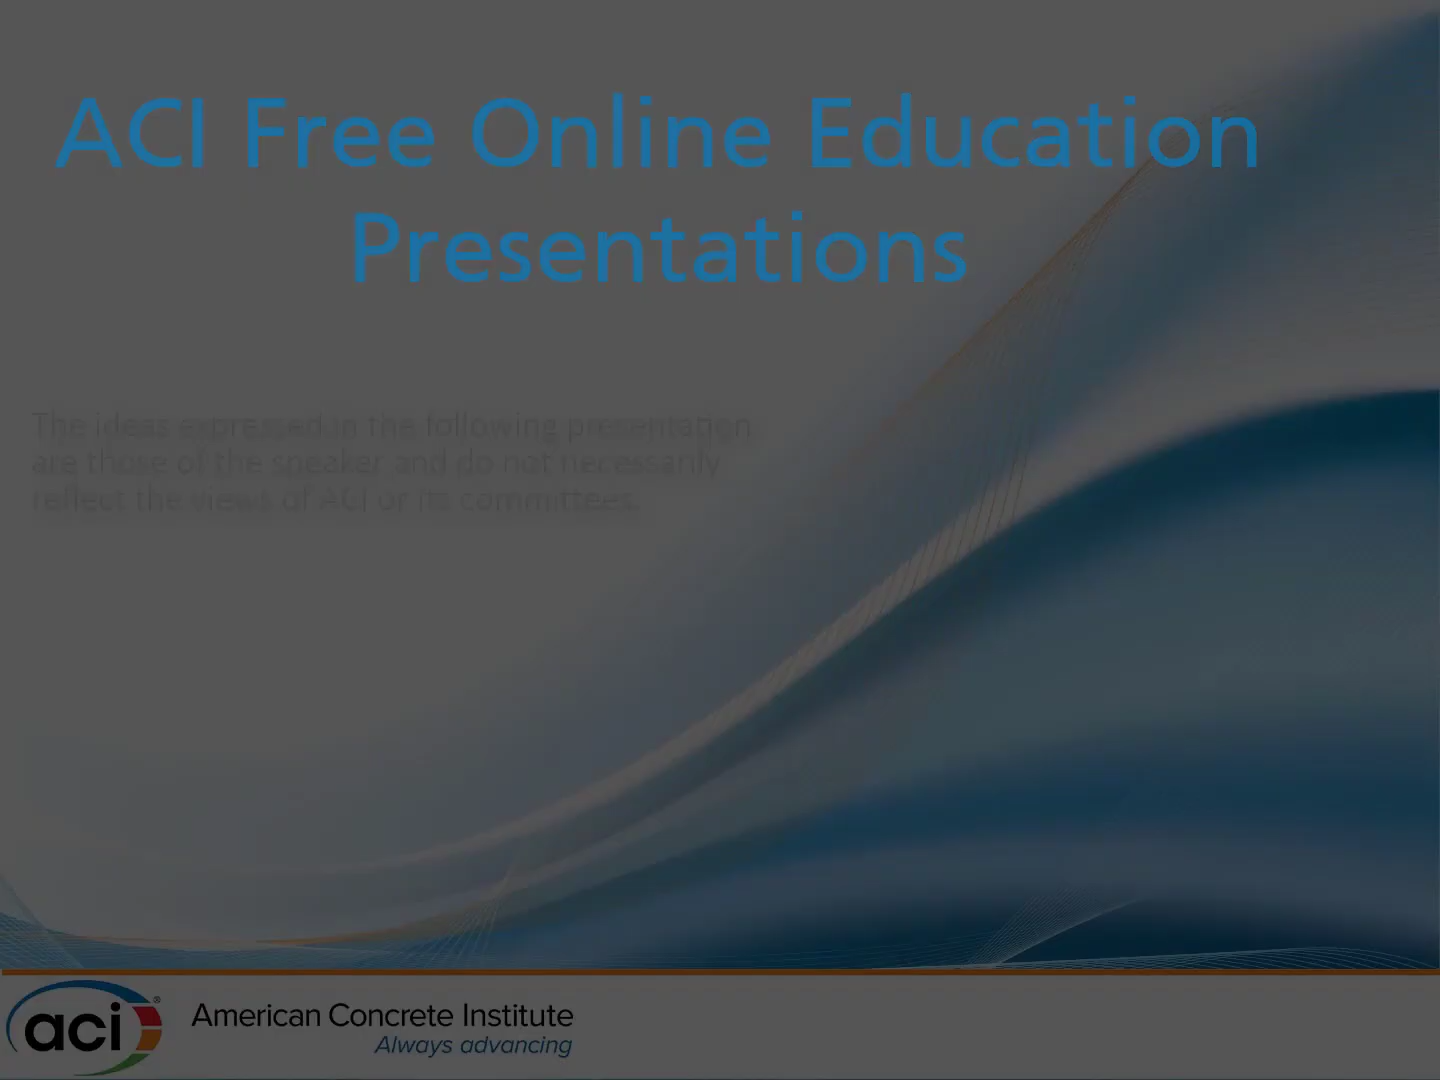 ACI Free Online Education
Presentations
The ideas expressed in the following presentation
are those of the speaker and do not necessarily
reflect the views of ACI or its committees.
aci®
American Concrete Institute
Always advancing